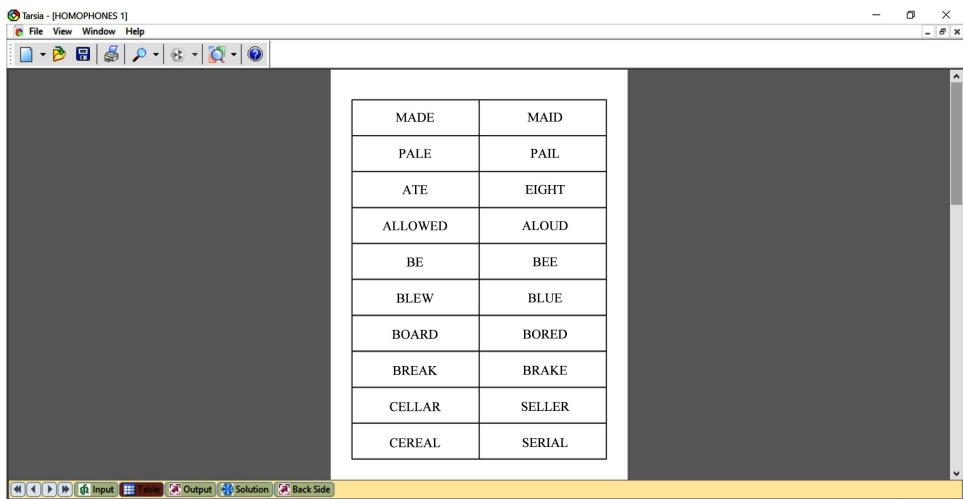 Tarsia - [HOMOPHONES 1]
File View Window Help
MADE MAID
PALE PAIL
ATE EIGHT
ALLOWED ALOUD
BE BEE
BLEW BLUE
BOARD BORED
BREAK BRAKE
CELLAR SELLER
CEREAL SERIAL
Input Table Output Solution Back Side